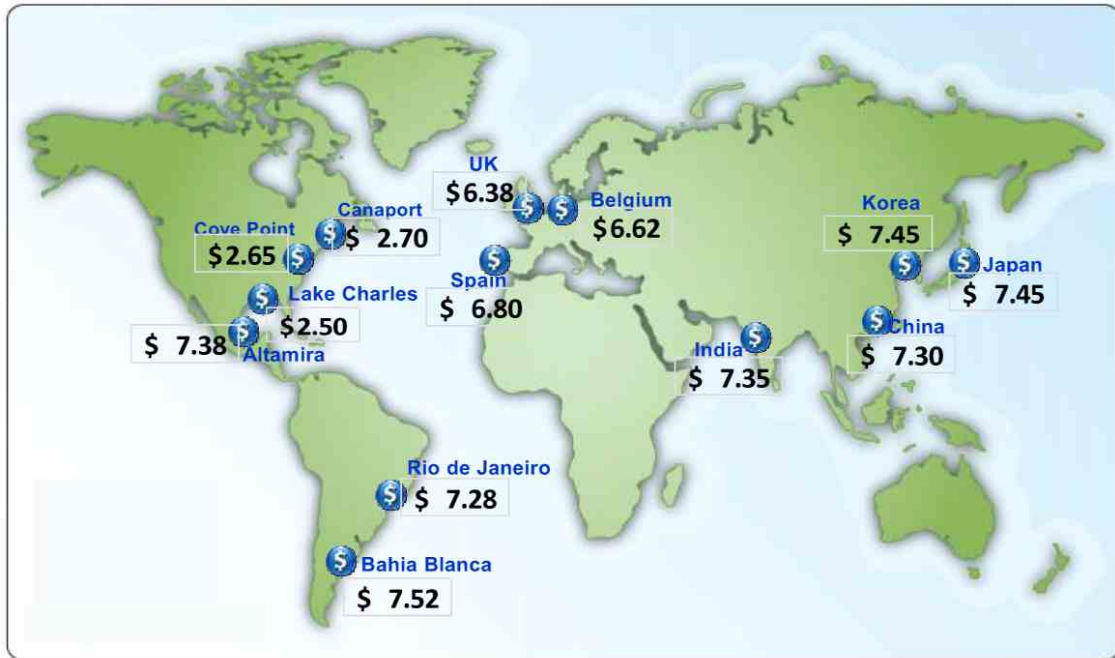 UK
$6.38
Belgium
$6.62
Korea
$ 7.45
Canaport
$ 2.70
Cove Point
$2.65
Japan
$ 7.45
Spain
$ 6.80
Lake Charles
$2.50
China
$ 7.30
$ 7.38
Altamira
India
$ 7.35
Rio de Janeiro
$ 7.28
Bahia Blanca
$ 7.52